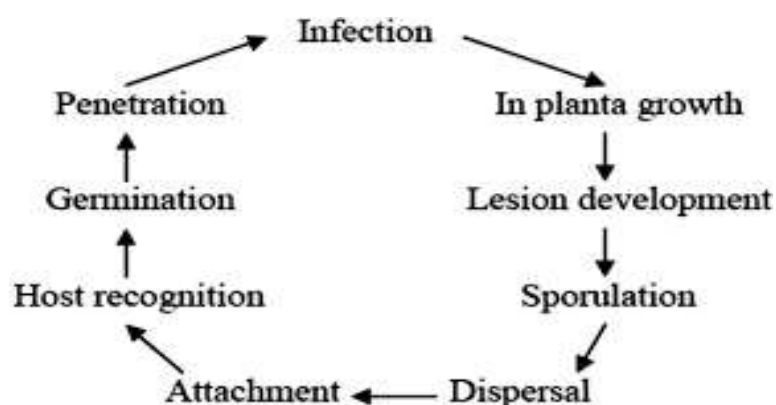 Infection
Penetration
In planta growth
Germination
Lesion development
Host recognition
Sporulation
Attachment
Dispersal